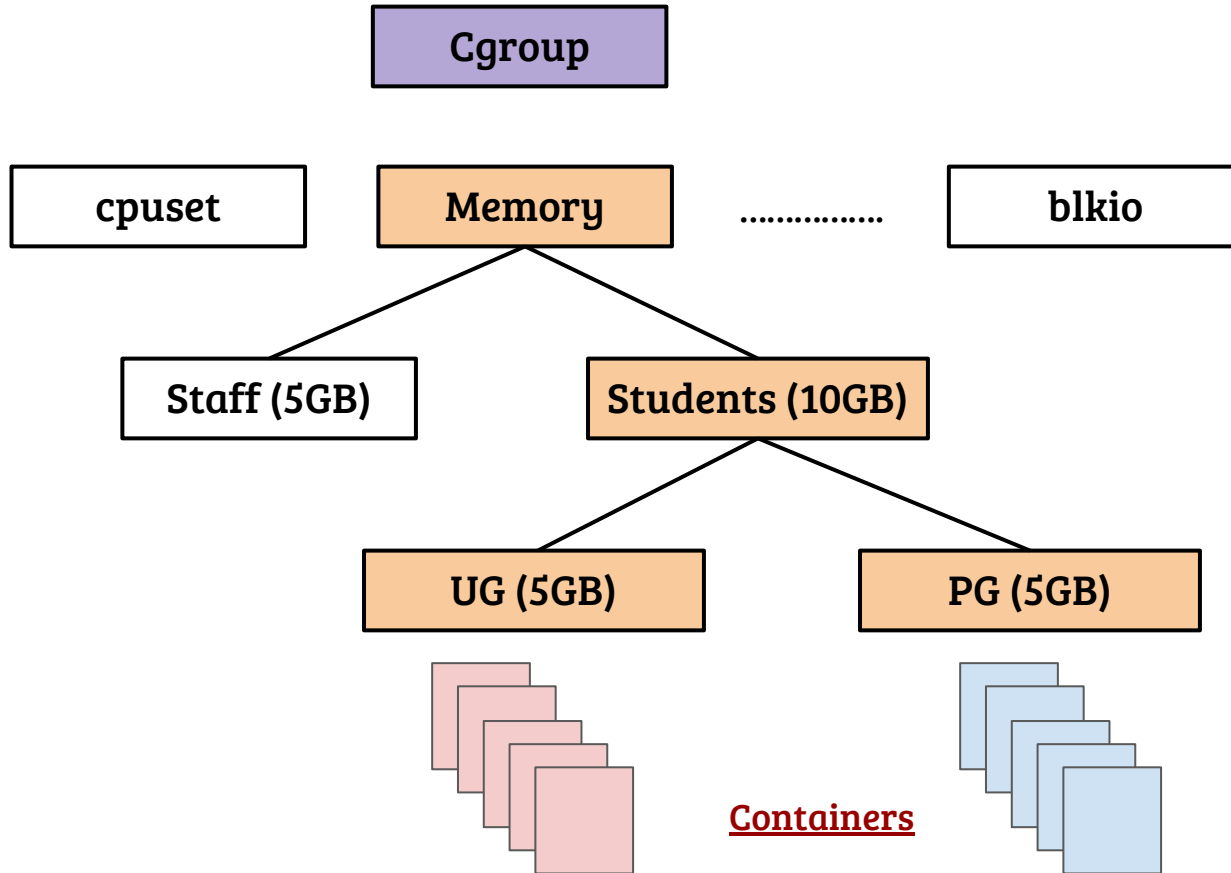 Cgroup
cpuset
Memory
................
blkio
Staff (5GB)
Students (10GB)
UG (5GB)
PG (5GB)
Containers